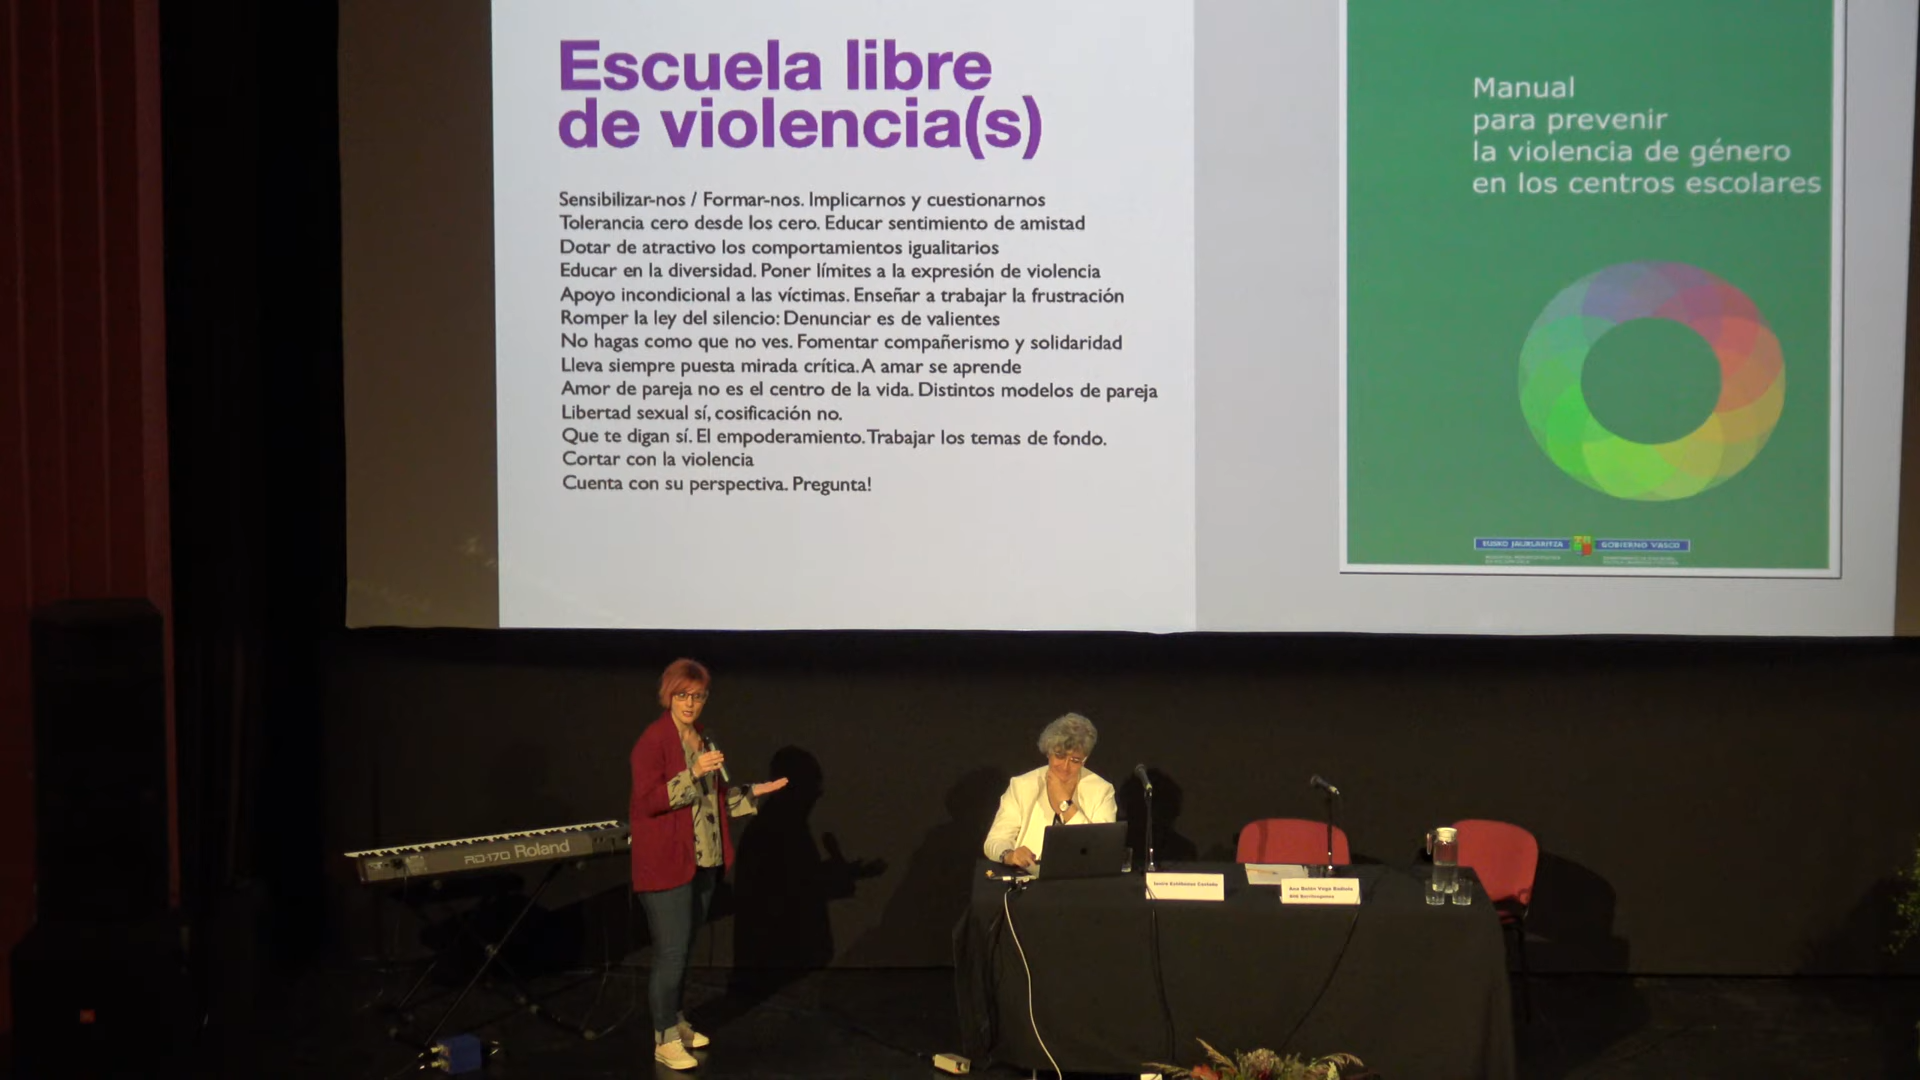 Escuela libre
de violencia(s)
Sensibilizar-nos / Formar-nos. Implicarnos y cuestionarnos
Tolerancia cero desde los cero. Educar sentimiento de amistad
Dotar de atractivo los comportamientos igualitarios
Educar en la diversidad. Poner límites a la expresión de violencia
Apoyo incondicional a las víctimas. Enseñar a trabajar la frustración
Romper la ley del silencio: Denunciar es de valientes
No hagas como que no ves. Fomentar compañerismo y solidaridad
Lleva siempre puesta mirada crítica. A amar se aprende
Amor de pareja no es el centro de la vida. Distintos modelos de pareja
Libertad sexual sí, cosificación no.
Que te digan sí. El empoderamiento. Trabajar los temas de fondo.
Cortar con la violencia
Cuenta con su perspectiva. Pregunta!
Manual
para prevenir
la violencia de género
en los centros escolares
EUSKO JAURLARITZA
GOBIERNO VASCO
RD-170 Roland
Ana Belén Vega